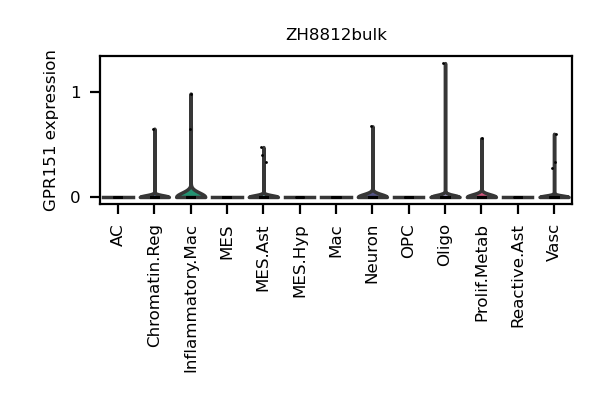 ZH8812bulk
GPR151 expression
1
0
AC
Chromatin.Reg
Inflammatory.Mac
MES
MES.Ast
MES.Hyp
Mac
Neuron
OPC
Oligo
Prolif.Metab
Reactive.Ast
Vasc